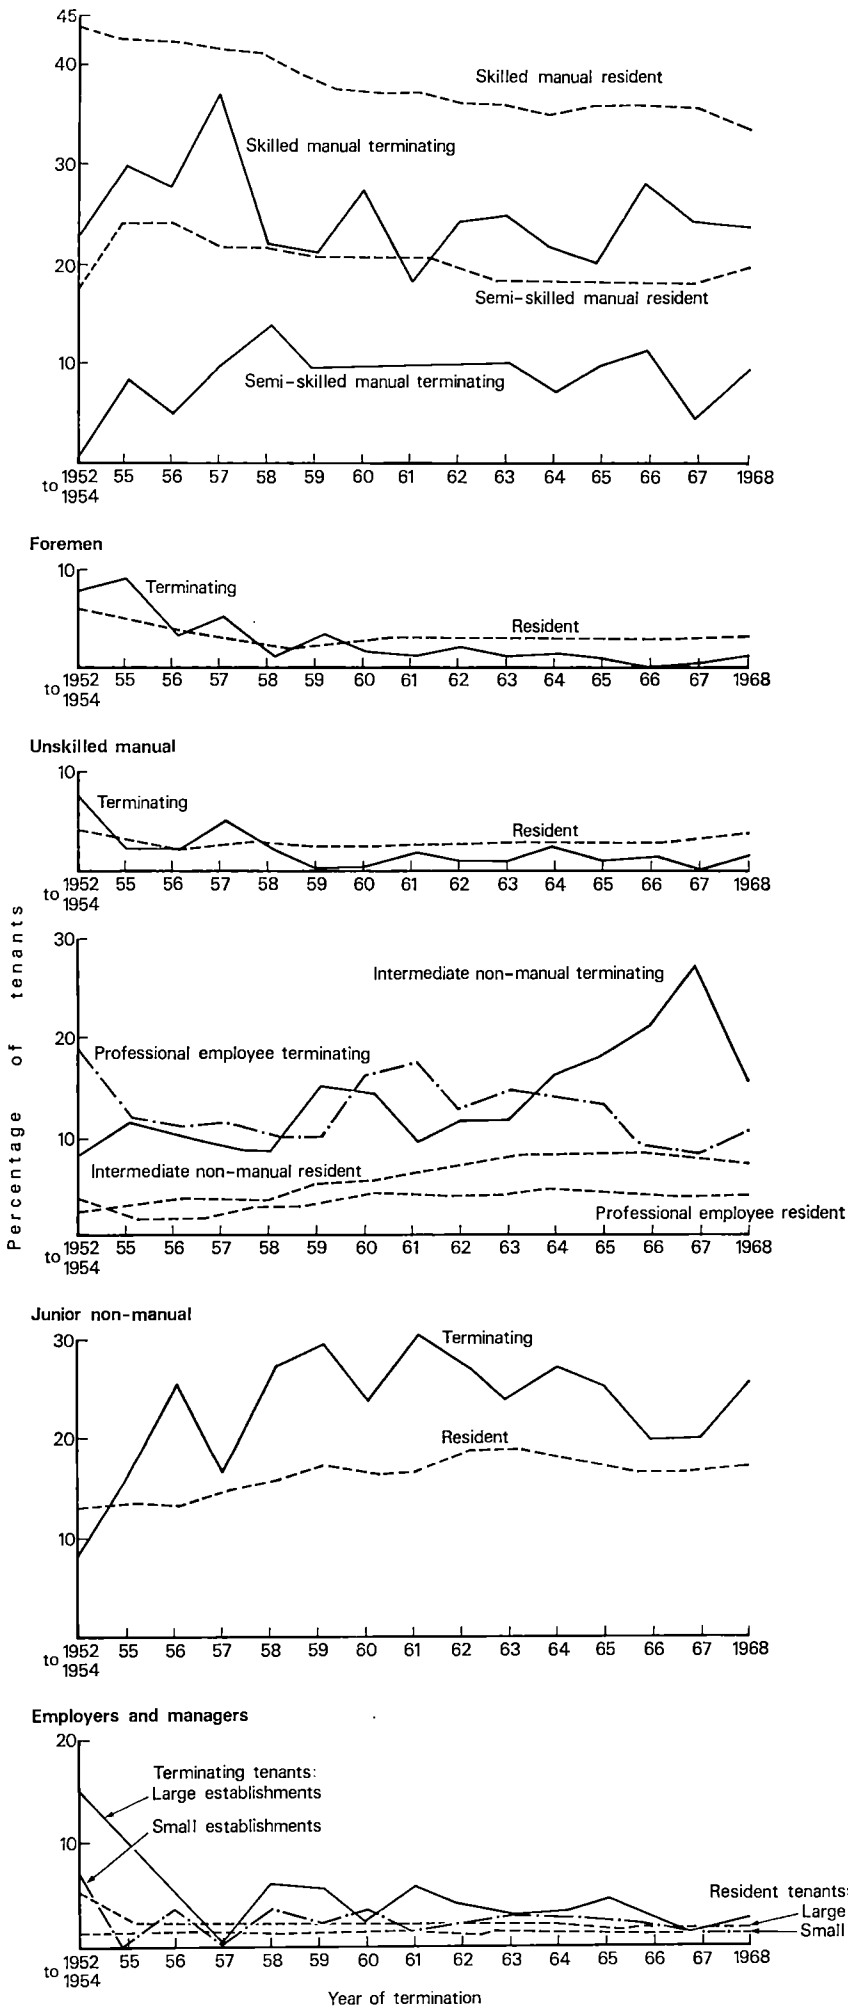 45
40
30
20
10
Skilled manual resident
Skilled manual terminating
Semi-skilled manual resident
Semi-skilled manual terminating
1952 55 56 57 58 59 60 61 62 63 64 65 66 67 1968
to 1954
Foremen
10
Terminating
Resident
1952 55 56 57 58 59 60 61 62 63 64 65 66 67 1968
to 1954
Unskilled manual
10
Terminating
Resident
1952 55 56 57 58 59 60 61 62 63 64 65 66 67 1968
to 1954
Percentage of tenants
30
20
10
Intermediate non-manual terminating
Professional employee terminating
Intermediate non-manual resident
Professional employee resident
1952 55 56 57 58 59 60 61 62 63 64 65 66 67 1968
to 1954
Junior non-manual
30
20
10
Terminating
Resident
1952 55 56 57 58 59 60 61 62 63 64 65 66 67 1968
to 1954
Employers and managers
20
10
Terminating tenants:
Large establishments
Small establishments
Resident tenants:
Large
Small
1952 55 56 57 58 59 60 61 62 63 64 65 66 67 1968
to 1954
Year of termination